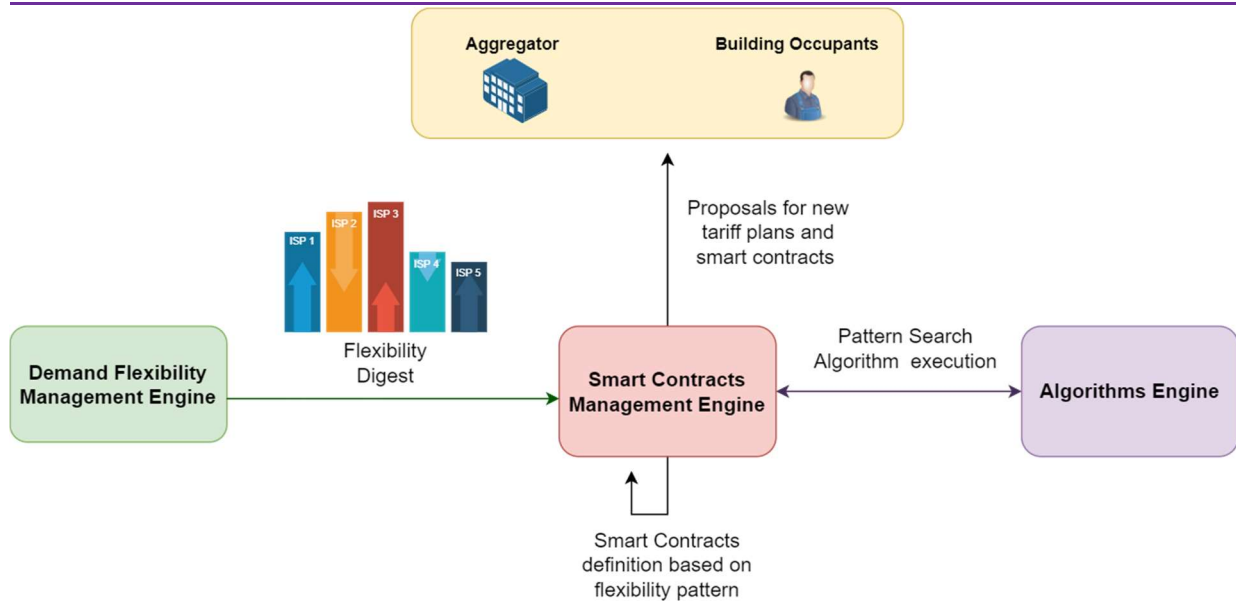 Aggregator
Building Occupants
Proposals for new
tariff plans and
smart contracts
ISP 1
ISP 2
ISP 3
ISP 4
ISP 5
Flexibility
Digest
Demand Flexibility
Management Engine
Smart Contracts
Management Engine
Pattern Search
Algorithm execution
Algorithms Engine
Smart Contracts
definition based on
flexibility pattern